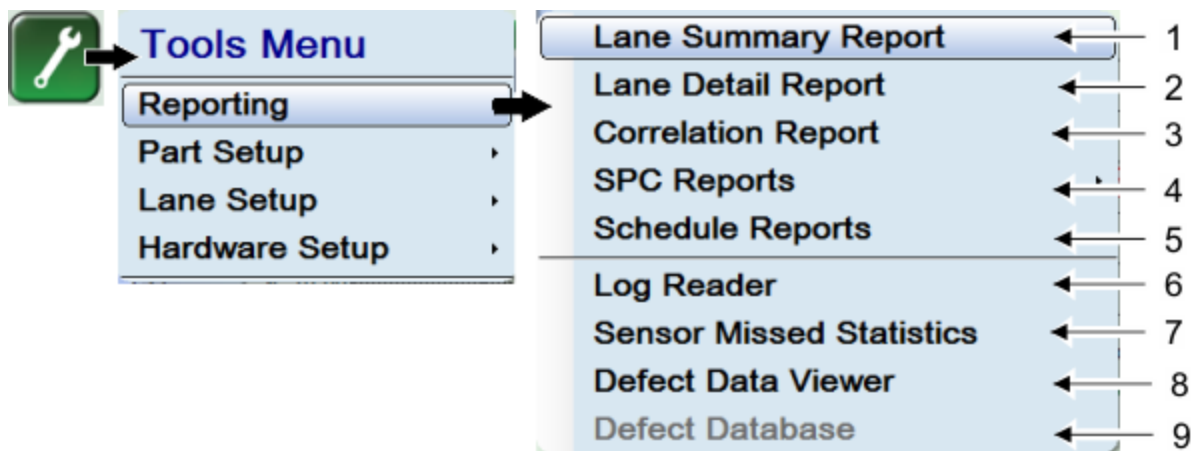 Tools Menu
Reporting
Part Setup
Lane Setup
Hardware Setup
Lane Summary Report 1
Lane Detail Report 2
Correlation Report 3
SPC Reports 4
Schedule Reports 5
Log Reader 6
Sensor Missed Statistics 7
Defect Data Viewer 8
Defect Database 9